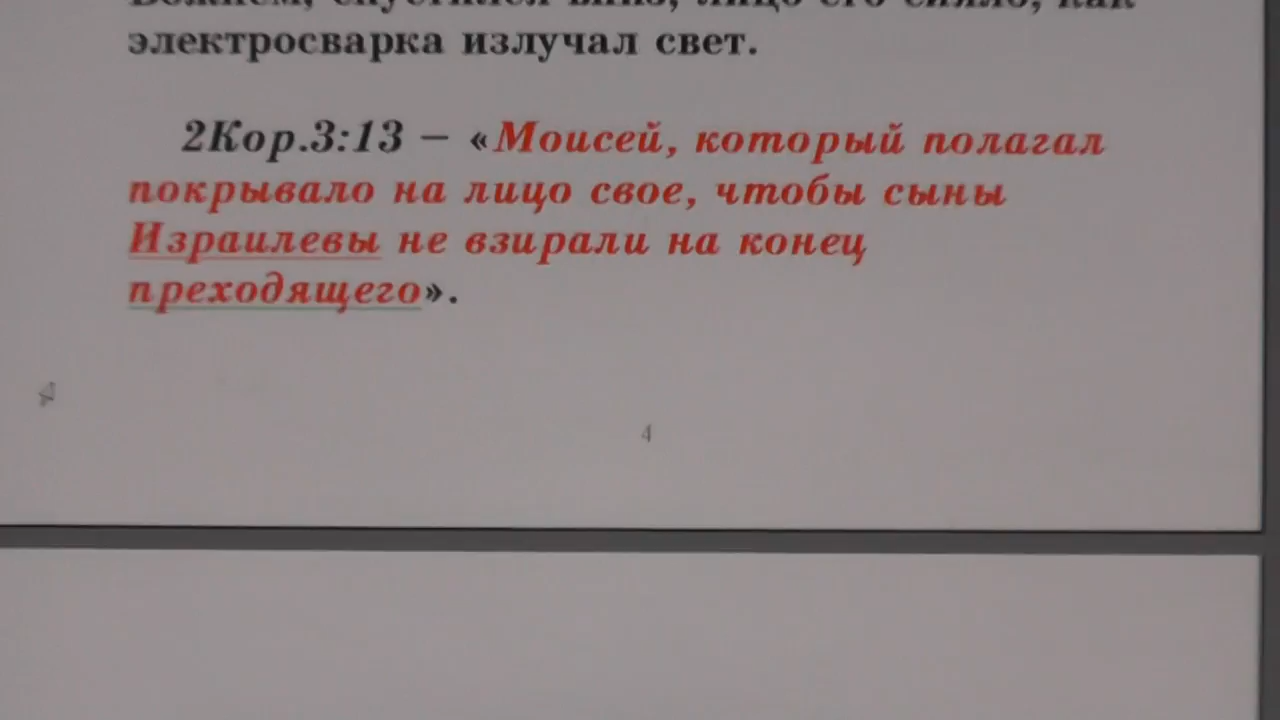 электросварка излучал свет.
2Кор.3:13 – «Моисей, который полагал
покрывало на лицо свое, чтобы сыны
Израилевы не взирали на конец
преходящего».
4